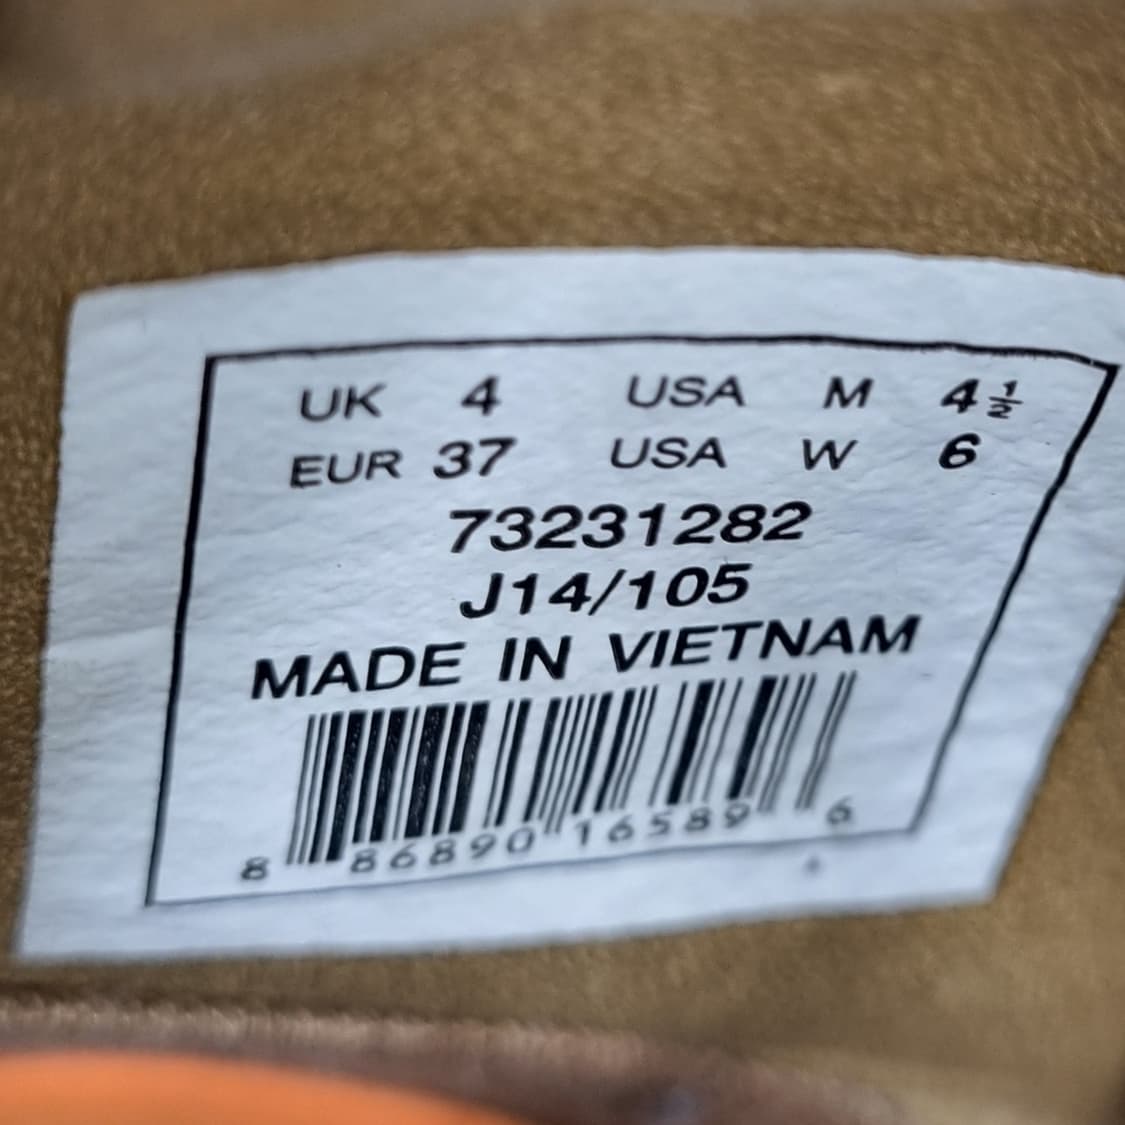 UK 4 USA M 4½
EUR 37 USA W 6
73231282
J14/105
MADE IN VIETNAM
8 86890 16589 6